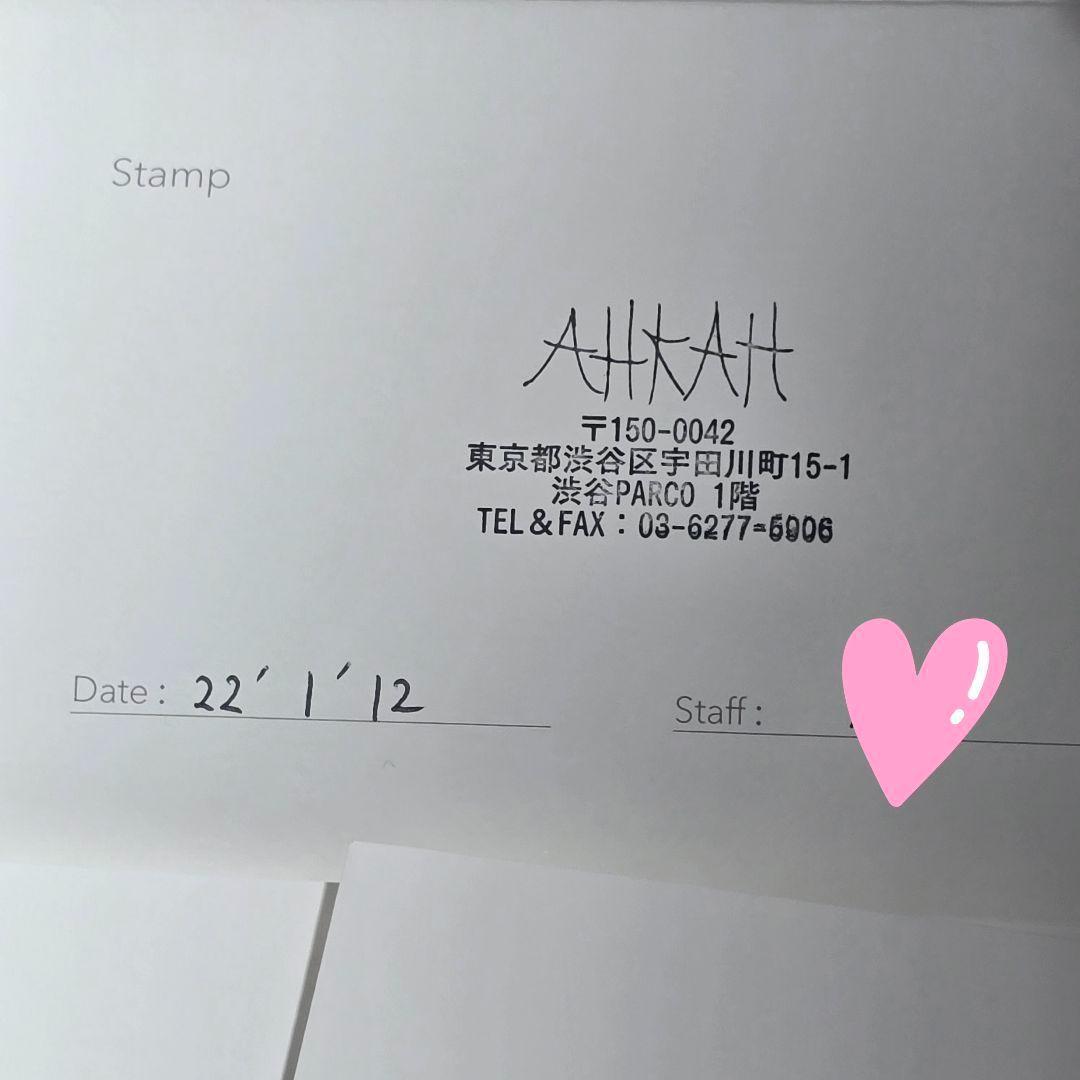 Stamp
AHKAH
〒150-0042
東京都渋谷区宇田川町15-1
渋谷PARCO 1階
TEL&FAX：03-6277-5906
Date : 22' 1' 12
Staff :